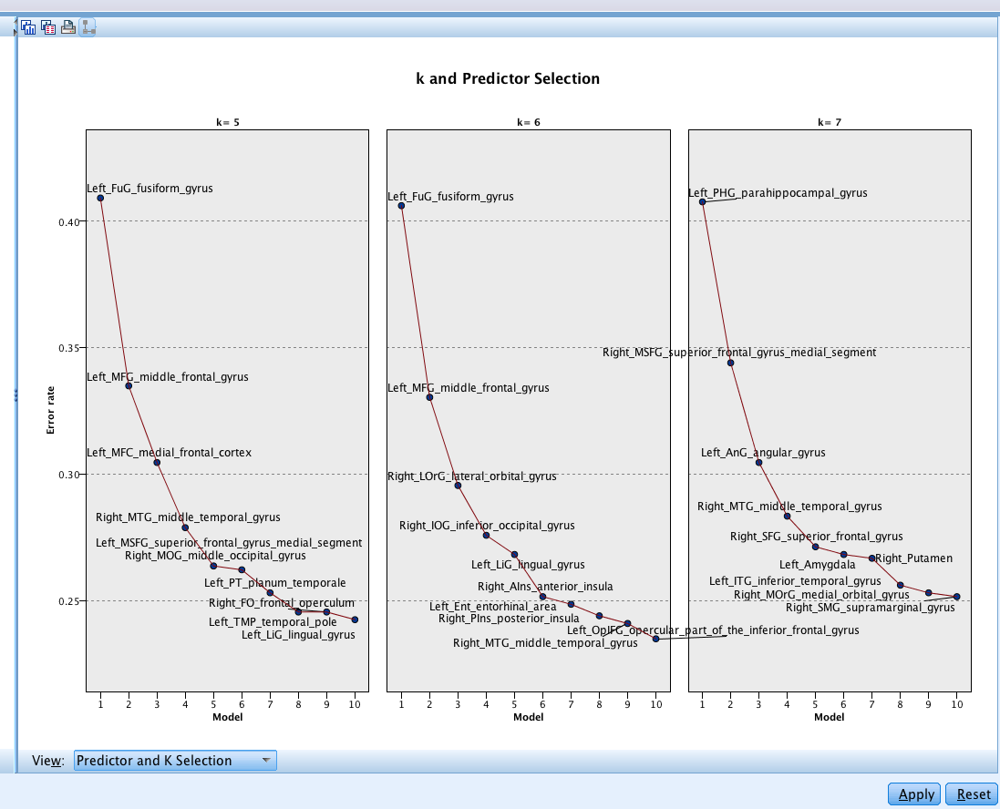 k and Predictor Selection
k= 5
k= 6
k= 7
Error rate
0.40
0.35
0.30
0.25
Left_FuG_fusiform_gyrus
Left_MFG_middle_frontal_gyrus
Left_MFC_medial_frontal_cortex
Right_MTG_middle_temporal_gyrus
Left_MSFG_superior_frontal_gyrus_medial_segment
Right_MOG_middle_occipital_gyrus
Left_PT_planum_temporale
Right_FO_frontal_operculum
Left_TMP_temporal_pole
Left_LiG_lingual_gyrus
1 2 3 4 5 6 7 8 9 10
Model
Left_FuG_fusiform_gyrus
Left_MFG_middle_frontal_gyrus
Right_LOrG_lateral_orbital_gyrus
Right_IOG_inferior_occipital_gyrus
Left_LiG_lingual_gyrus
Right_AIns_anterior_insula
Left_Ent_entorhinal_area
Right_PIns_posterior_insula
Left_OpIFG_opercular_part_of_the_inferior_frontal_gyrus
Right_MTG_middle_temporal_gyrus
1 2 3 4 5 6 7 8 9 10
Model
Left_PHG_parahippocampal_gyrus
Right_MSFG_superior_frontal_gyrus_medial_segment
Left_AnG_angular_gyrus
Right_MTG_middle_temporal_gyrus
Right_SFG_superior_frontal_gyrus
Left_Amygdala
Right_Putamen
Left_ITG_inferior_temporal_gyrus
Right_MOrG_medial_orbital_gyrus
Right_SMG_supramarginal_gyrus
1 2 3 4 5 6 7 8 9 10
Model
View: Predictor and K Selection
Apply
Reset